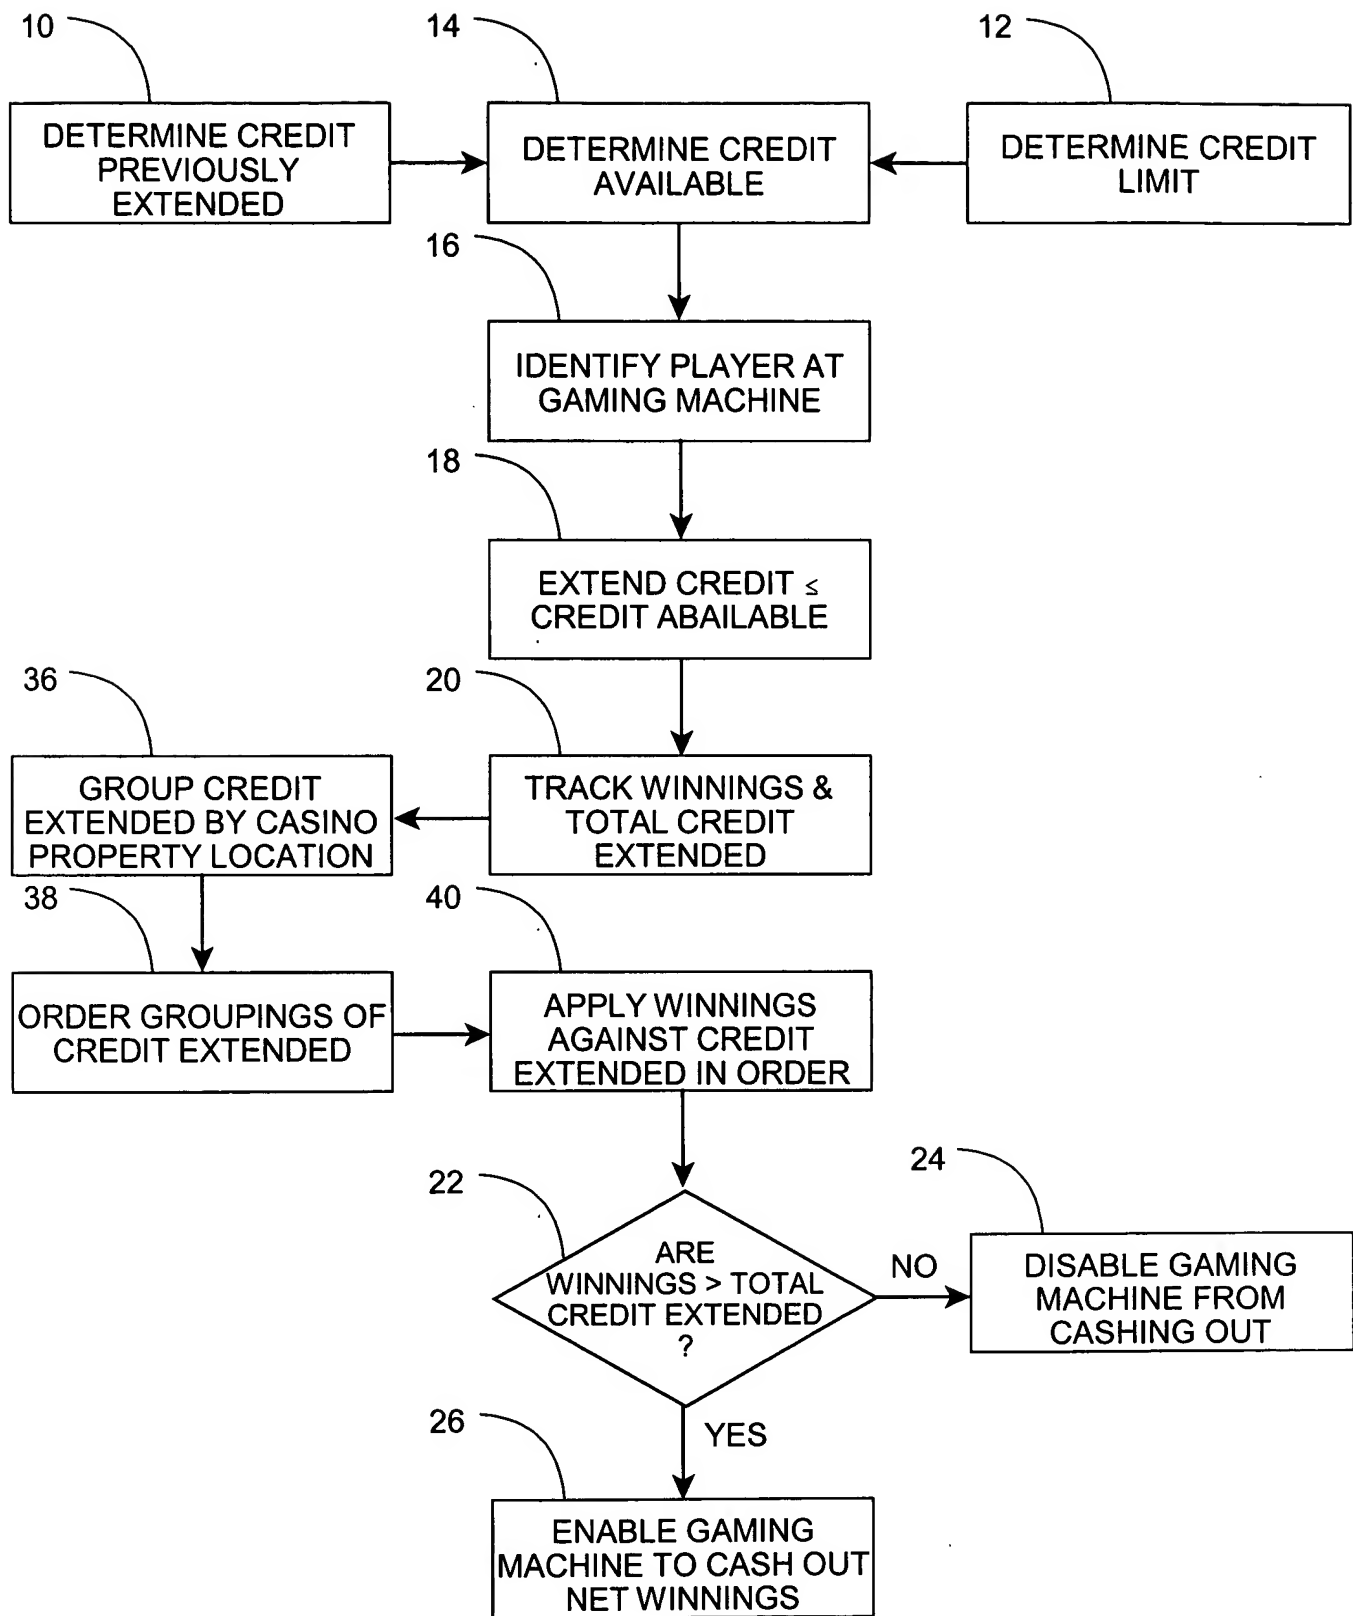 10
14
12
DETERMINE CREDIT
PREVIOUSLY
EXTENDED
DETERMINE CREDIT
AVAILABLE
DETERMINE CREDIT
LIMIT
16
IDENTIFY PLAYER AT
GAMING MACHINE
18
EXTEND CREDIT ≤
CREDIT ABAILABLE
36
20
GROUP CREDIT
EXTENDED BY CASINO
PROPERTY LOCATION
TRACK WINNINGS &
TOTAL CREDIT
EXTENDED
38
40
ORDER GROUPINGS OF
CREDIT EXTENDED
APPLY WINNINGS
AGAINST CREDIT
EXTENDED IN ORDER
22
24
ARE
WINNINGS > TOTAL
CREDIT EXTENDED
?
NO
DISABLE GAMING
MACHINE FROM
CASHING OUT
26
YES
ENABLE GAMING
MACHINE TO CASH OUT
NET WINNINGS